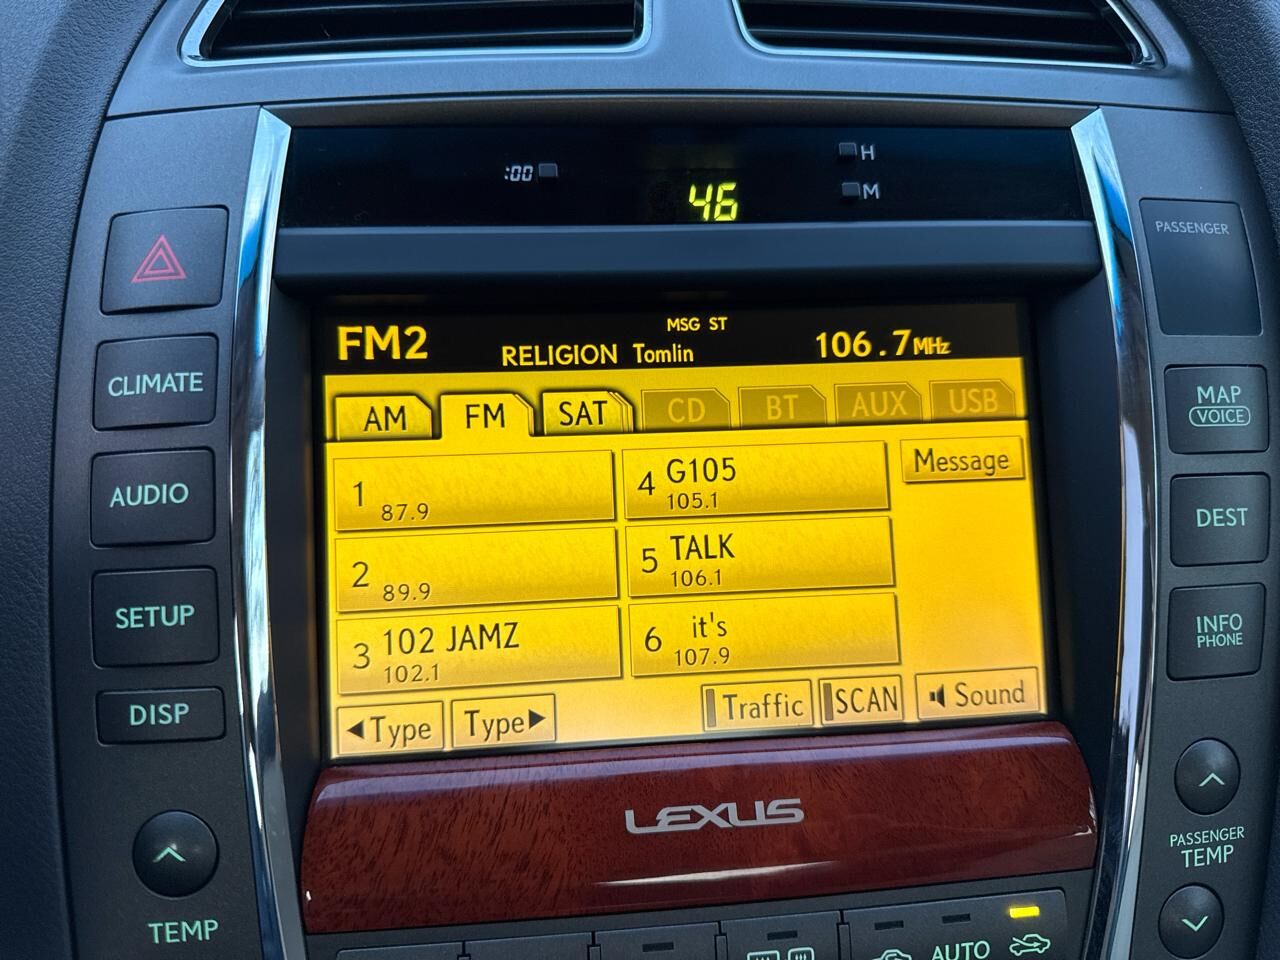 :00
H
46
M
PASSENGER
FM2
MSG ST
RELIGION Tomlin
106.7MHz
CLIMATE
AM
FM
SAT
CD
BT
AUX
USB
MAP
VOICE
1
87.9
4 G105
105.1
Message
AUDIO
2
89.9
5 TALK
106.1
DEST
SETUP
3 102 JAMZ
102.1
6 it's
107.9
INFO
PHONE
DISP
◀Type
Type▶
Traffic
SCAN
Sound
LEXUS
TEMP
PASSENGER
TEMP
AUTO